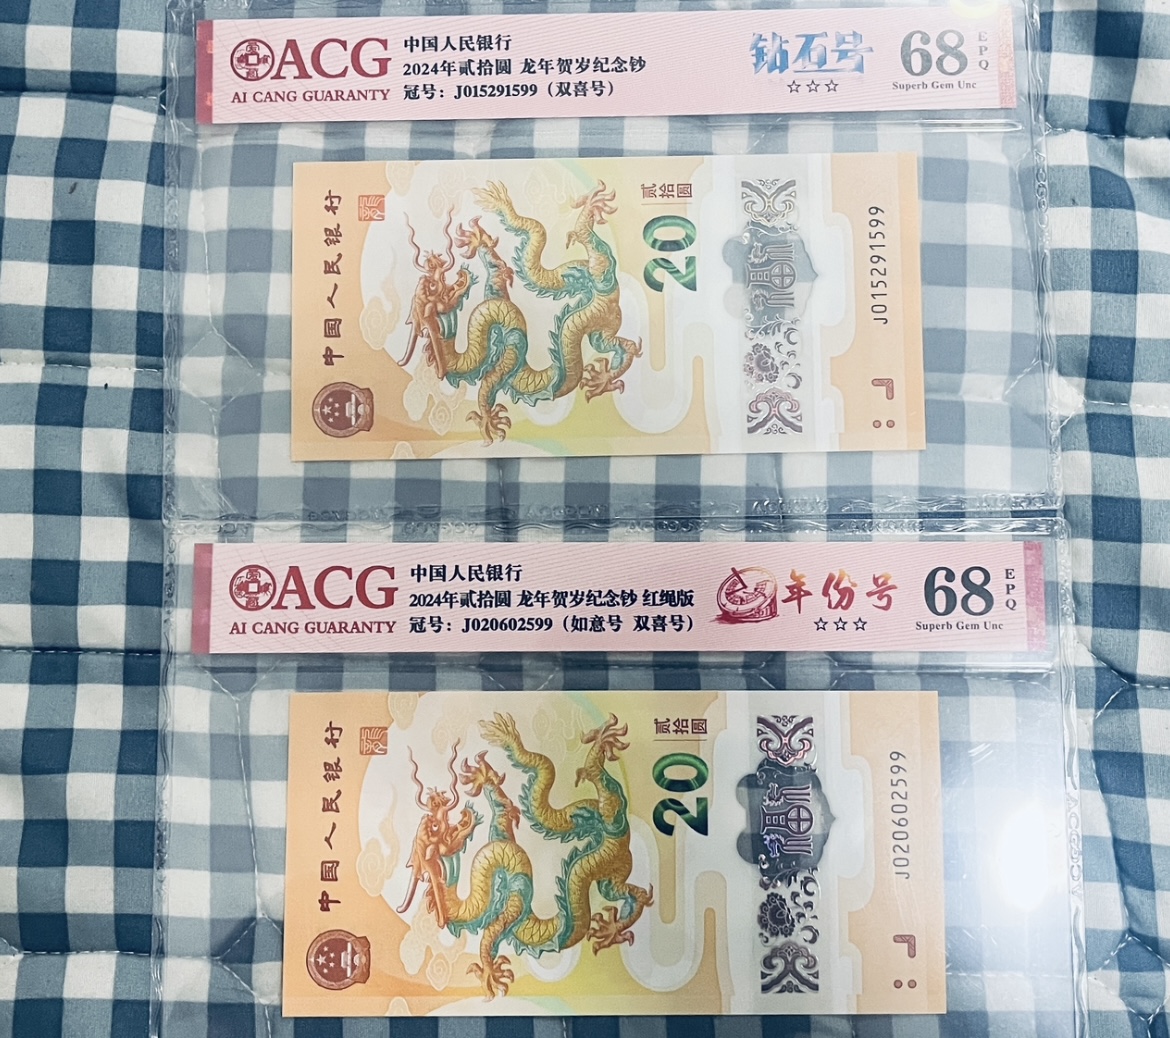 ACG
AI CANG GUARANTY
中国人民银行
2024年贰拾圆 龙年贺岁纪念钞
冠号：J015291599（双喜号）
钻石号
☆☆☆
68
EPQ
Superb Gem Unc
中国人民银行
贰拾圆
20
J015291599
ACG
AI CANG GUARANTY
中国人民银行
2024年贰拾圆 龙年贺岁纪念钞 红绳版
冠号：J020602599（如意号 双喜号）
年份号
☆☆☆
68
EPQ
Superb Gem Unc
中国人民银行
贰拾圆
20
J020602599